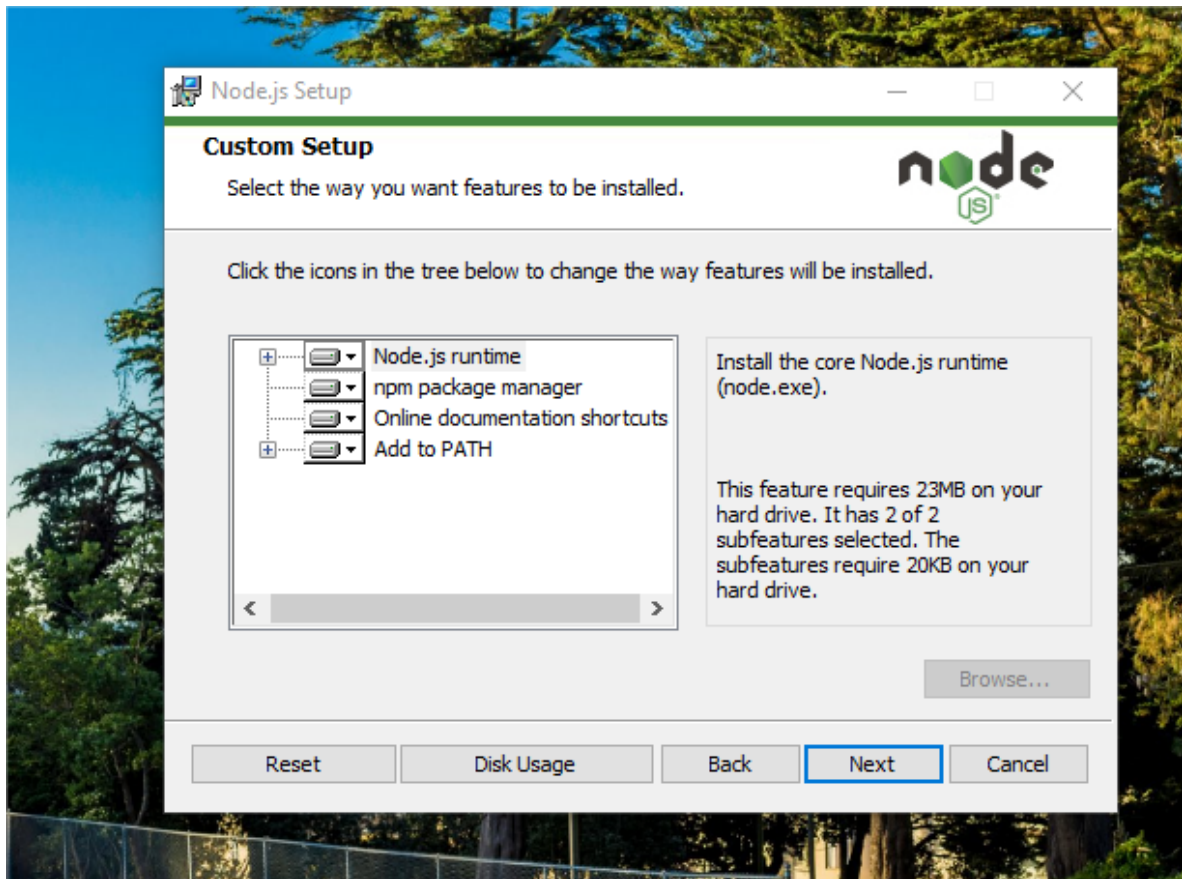 Node.js Setup
Custom Setup
Select the way you want features to be installed.
node
JS
Click the icons in the tree below to change the way features will be installed.
Node.js runtime
npm package manager
Online documentation shortcuts
Add to PATH
Install the core Node.js runtime
(node.exe).
This feature requires 23MB on your
hard drive. It has 2 of 2
subfeatures selected. The
subfeatures require 20KB on your
hard drive.
Browse...
Reset
Disk Usage
Back
Next
Cancel